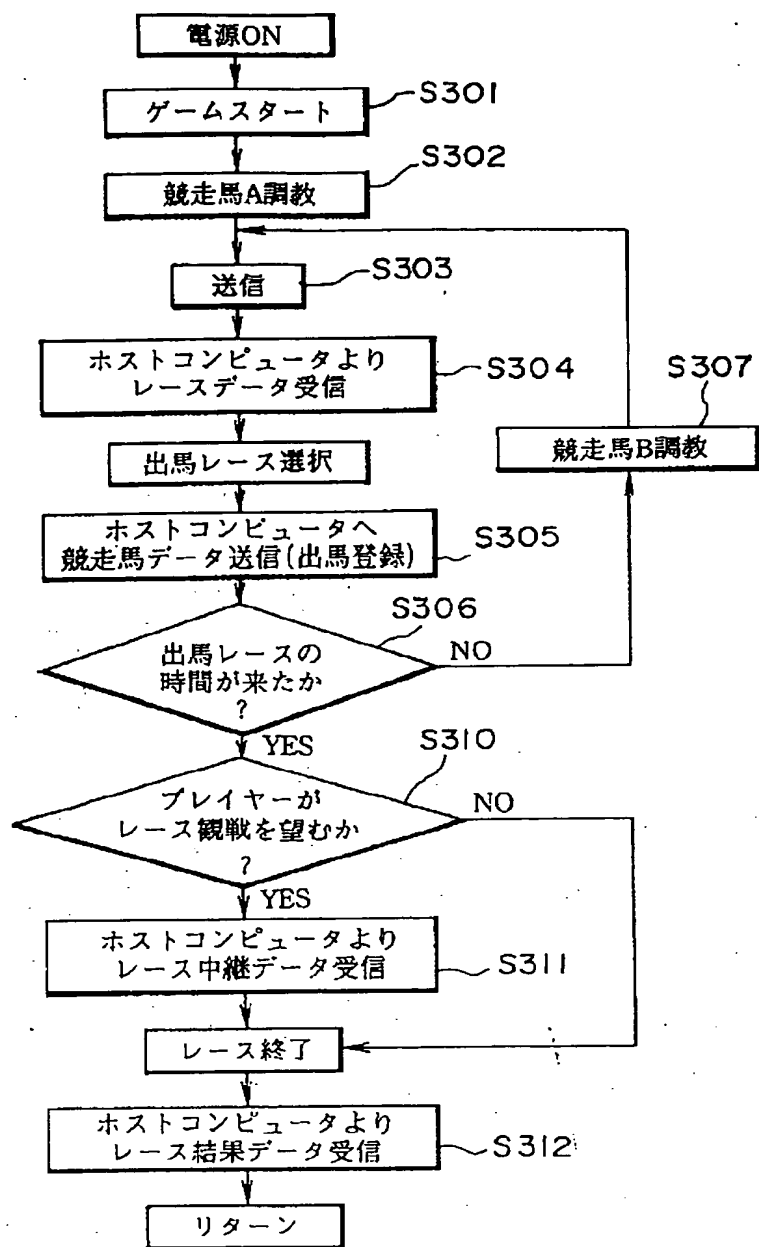 電源ON
ゲームスタート
S301
競走馬A調教
S302
送信
S303
ホストコンピュータより
レースデータ受信
S304
S307
競走馬B調教
出馬レース選択
ホストコンピュータへ
競走馬データ送信(出馬登録)
S305
S306
出馬レースの
時間が来たか
?
NO
YES
S310
プレイヤーが
レース観戦を望むか
?
NO
YES
ホストコンピュータより
レース中継データ受信
S311
レース終了
ホストコンピュータより
レース結果データ受信
S312
リターン